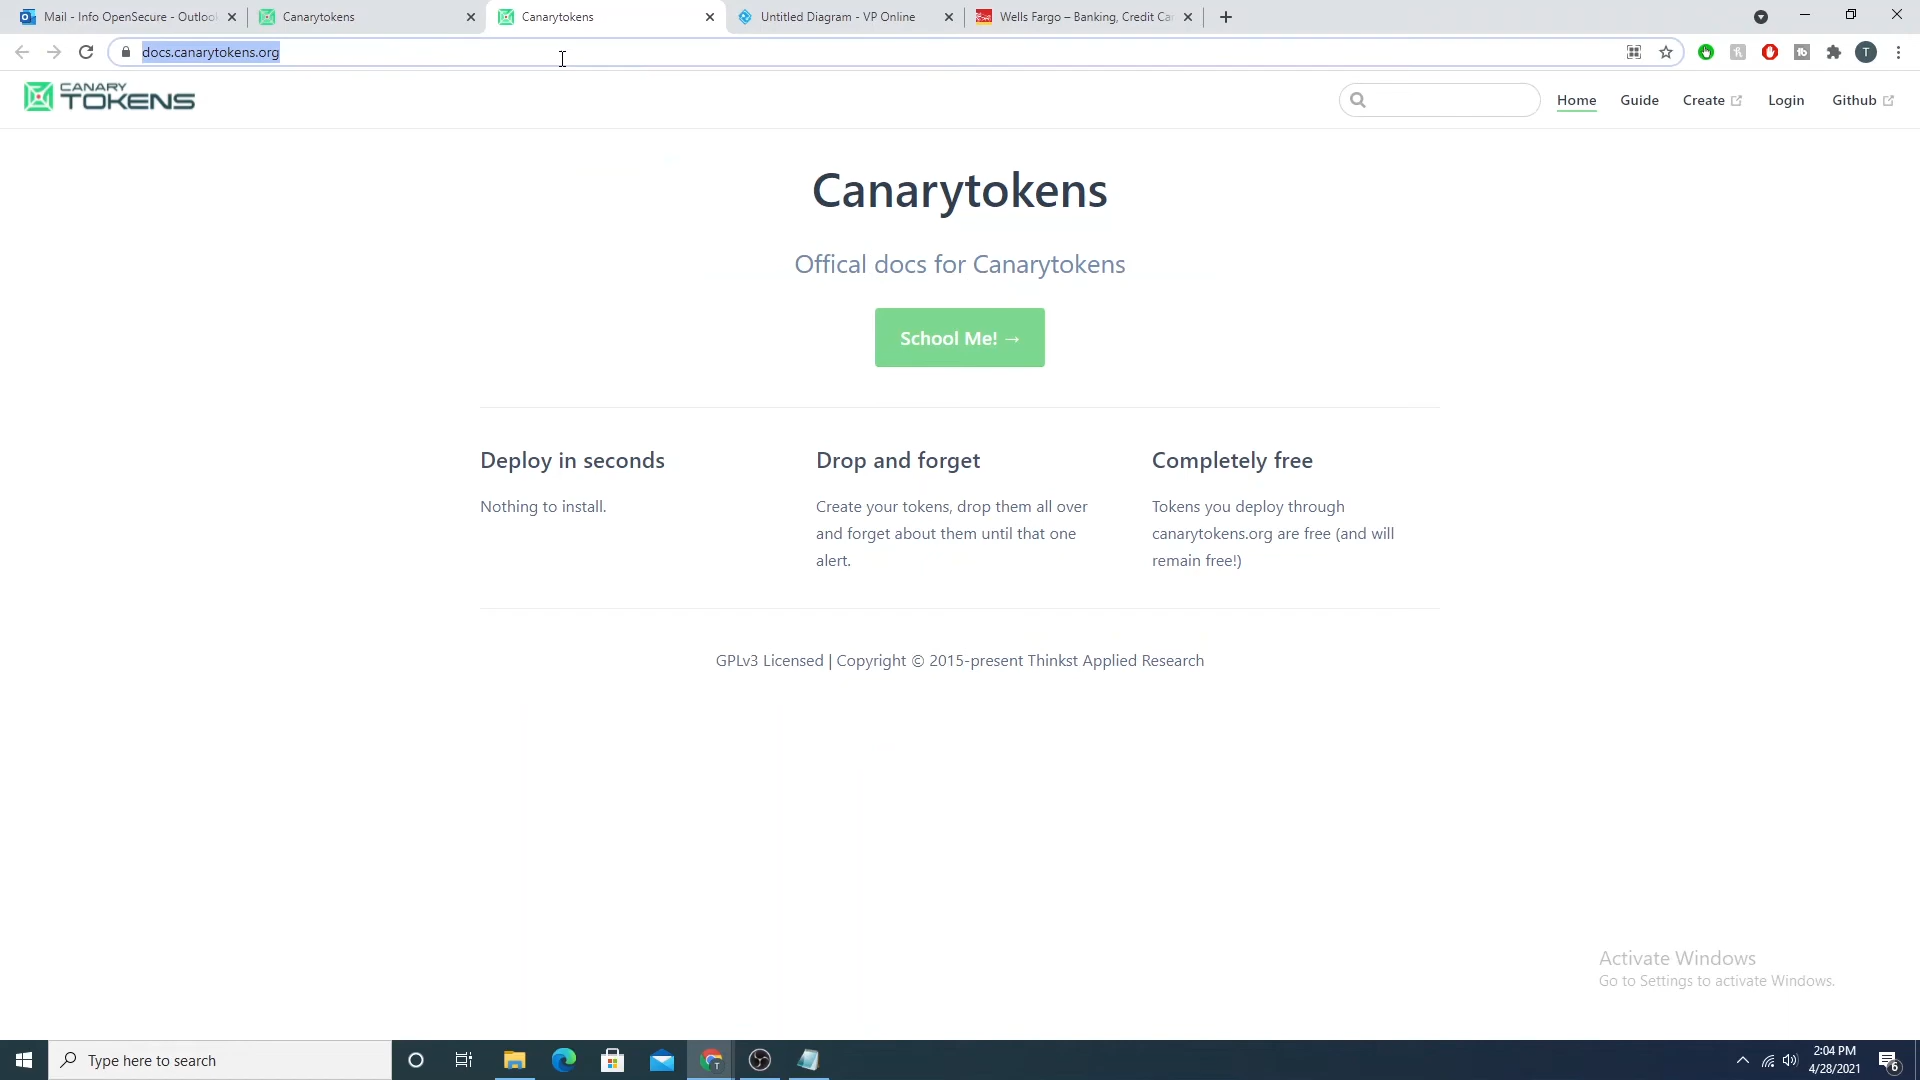 Mail - Info OpenSecure - Outloo
Canarytokens
Canarytokens
Untitled Diagram - VP Online
Wells Fargo – Banking, Credit Ca
docs.canarytokens.org
T
CANARY
TOKENS
Home
Guide
Create
Login
Github
Canarytokens
Offical docs for Canarytokens
School Me! →
Deploy in seconds
Nothing to install.
Drop and forget
Create your tokens, drop them all over
and forget about them until that one
alert.
Completely free
Tokens you deploy through
canarytokens.org are free (and will
remain free!)
GPLv3 Licensed | Copyright © 2015-present Thinkst Applied Research
Activate Windows
Go to Settings to activate Windows.
Type here to search
2:04 PM
4/28/2021
6